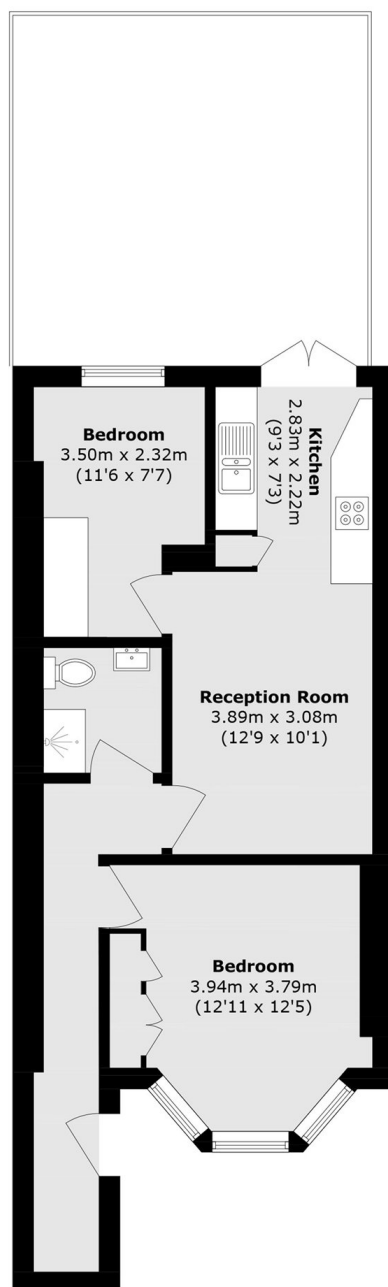 Bedroom
3.50m x 2.32m
(11'6 x 7'7)
Kitchen
2.83m x 2.22m
(9'3 x 7'3)
Reception Room
3.89m x 3.08m
(12'9 x 10'1)
Bedroom
3.94m x 3.79m
(12'11 x 12'5)